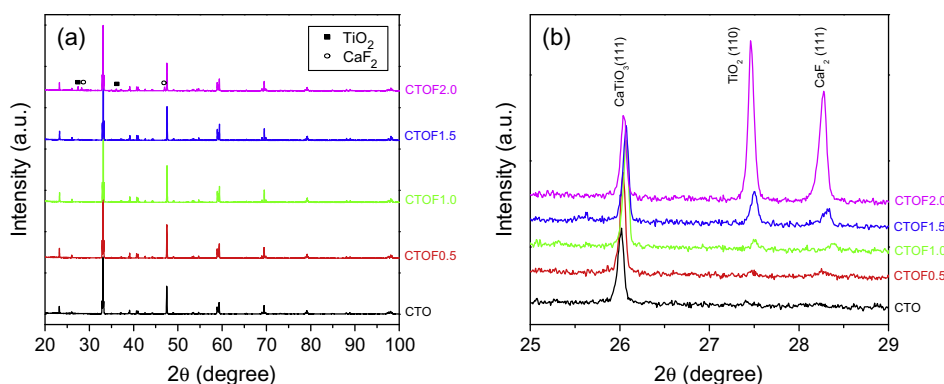 (a)
■ TiO₂
○ CaF₂
CTOF2.0
CTOF1.5
CTOF1.0
CTOF0.5
CTO
Intensity (a.u.)
20 30 40 50 60 70 80 90 100
2θ (degree)
(b)
CaTiO₃(111)
TiO₂ (110)
CaF₂ (111)
CTOF2.0
CTOF1.5
CTOF1.0
CTOF0.5
CTO
Intensity (a.u.)
25 26 27 28 29
2θ (degree)